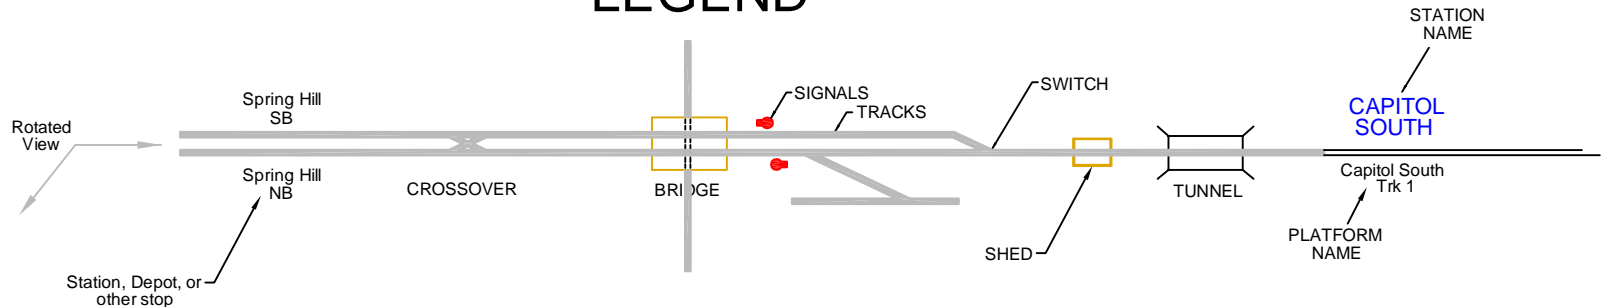 LEGEND
STATION
NAME
SIGNALS
SWITCH
TRACKS
Spring Hill
SB
CAPITOL
SOUTH
Rotated
View
Spring Hill
NB
CROSSOVER
BRIDGE
TUNNEL
Capitol South
Trk 1
PLATFORM
NAME
SHED
Station, Depot, or
other stop